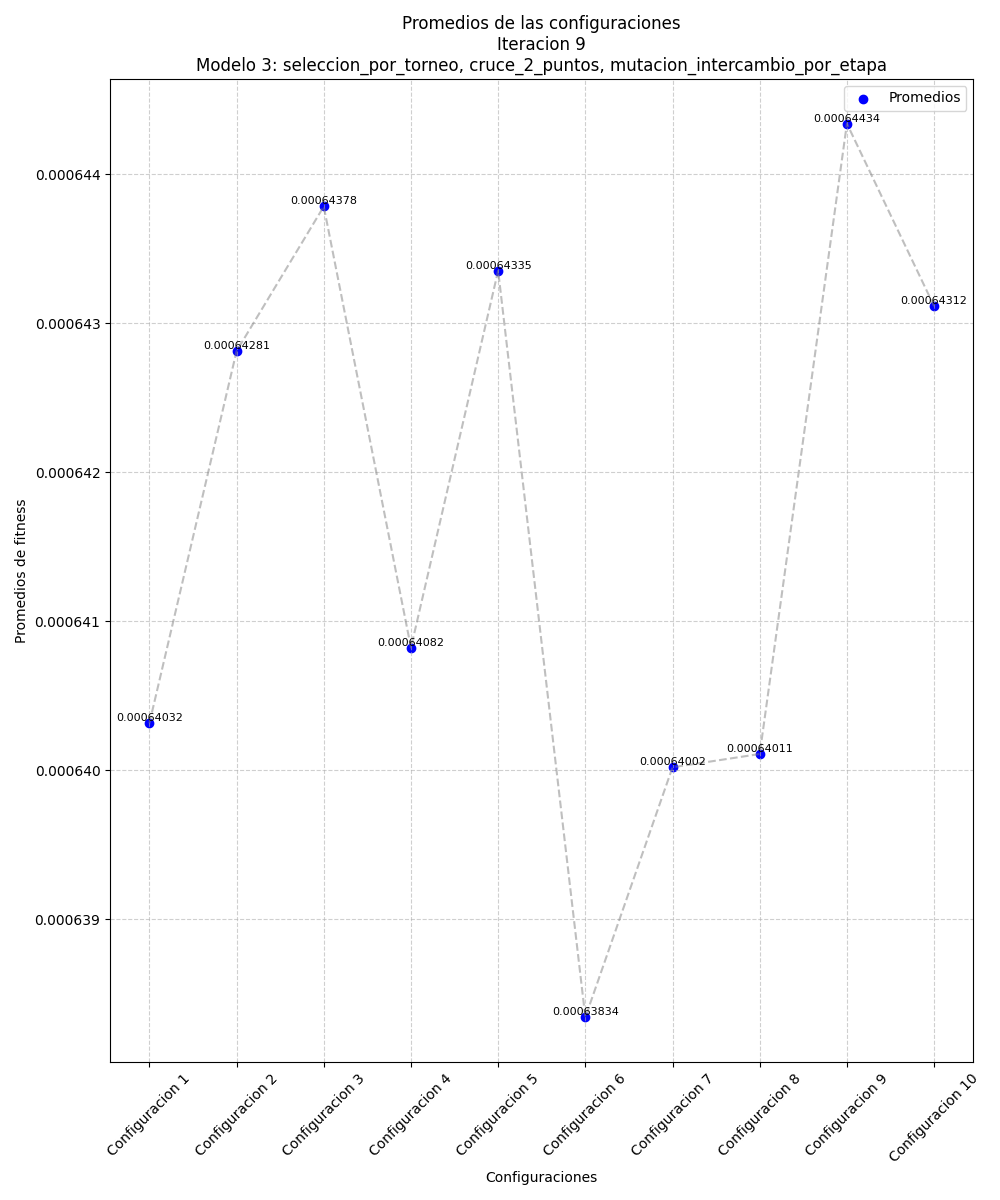 Promedios de las configuraciones
Iteracion 9
Modelo 3: seleccion_por_torneo, cruce_2_puntos, mutacion_intercambio_por_etapa
Promedios
0.00064434
0.000644
0.00064378
0.00064335
0.00064312
0.000643
0.00064281
0.000642
Promedios de fitness
0.000641
0.00064082
0.00064032
0.00064011
0.00064002
0.000640
0.000639
0.00063834
Configuracion 1
Configuracion 2
Configuracion 3
Configuracion 4
Configuracion 5
Configuracion 6
Configuracion 7
Configuracion 8
Configuracion 9
Configuracion 10
Configuraciones